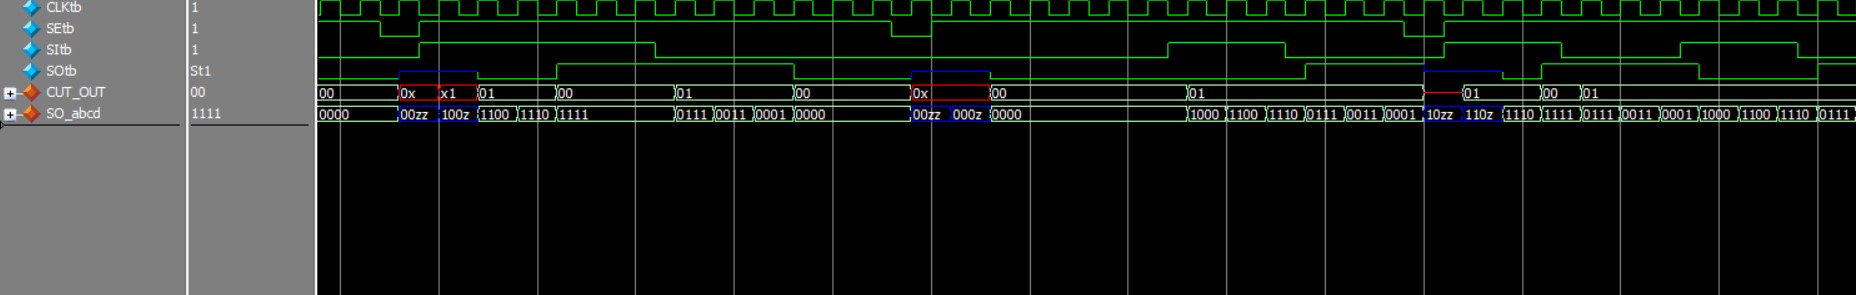 CLKtb 1
SEtb 1
SItb 1
SOtb St1
CUT_OUT 00 00 0x x1 01 00 01 00 0x 00 01 01 00 01
SO_abcd 1111 0000 00zz 100z 1100 1110 1111 0111 0011 0001 0000 00zz 000z 0000 1000 1100 1110 0111 0011 0001 10zz 110z 1110 1111 0111 0011 0001 1000 1100 1110 0111